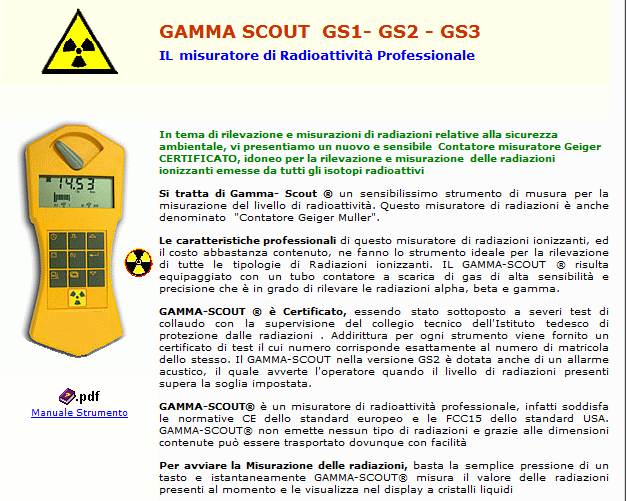 GAMMA SCOUT GS1- GS2 - GS3
IL misuratore di Radioattività Professionale
In tema di rilevazione e misurazioni di radiazioni relative alla sicurezza
ambientale, vi presentiamo un nuovo e sensibile Contatore misuratore Geiger
CERTIFICATO, idoneo per la rilevazione e misurazione delle radiazioni
ionizzanti emesse da tutti gli isotopi radioattivi
14.53
Si tratta di Gamma- Scout ® un sensibilissimo strumento di musura per la
misurazione del livello di radioattività. Questo misuratore di radiazioni è anche
denominato "Contatore Geiger Muller".
Le caratteristiche professionali di questo misuratore di radiazioni ionizzanti, ed
il costo abbastanza contenuto, ne fanno lo strumento ideale per la rilevazione
di tutte le tipologie di Radiazioni ionizzanti. IL GAMMA-SCOUT ® risulta
equipaggiato con un tubo contatore a scarica di gas di alta sensibilità e
precisione che è in grado di rilevare le radiazioni alpha, beta e gamma.
GAMMA-SCOUT ® è Certificato, essendo stato sottoposto a severi test di
collaudo con la supervisione del collegio tecnico dell'Istituto tedesco di
protezione dalle radiazioni . Addirittura per ogni strumento viene fornito un
certificato di test il cui numero corrisponde esattamente al numero di matricola
dello stesso. Il GAMMA-SCOUT nella versione GS2 è dotata anche di un allarme
acustico, il quale avverte l'operatore quando il livello di radiazioni presenti
supera la soglia impostata.
.pdf
Manuale Strumento
GAMMA-SCOUT® è un misuratore di radioattività professionale, infatti soddisfa
le normative CE dello standard europeo e le FCC15 dello standard USA.
GAMMA-SCOUT® non emette nessun tipo di radiazioni e grazie alle dimensioni
contenute può essere trasportato dovunque con facilità
Per avviare la Misurazione delle radiazioni, basta la semplice pressione di un
tasto e istantaneamente GAMMA-SCOUT® misura il valore delle radiazioni
presenti al momento e le visualizza nel display a cristalli liquidi